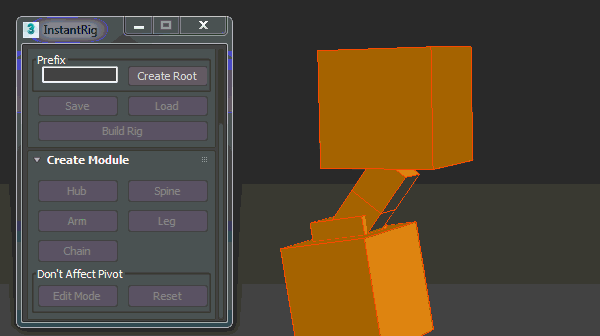 3 InstantRig
Prefix
Create Root
Save Load
Build Rig
Create Module
Hub Spine
Arm Leg
Chain
Don't Affect Pivot
Edit Mode Reset